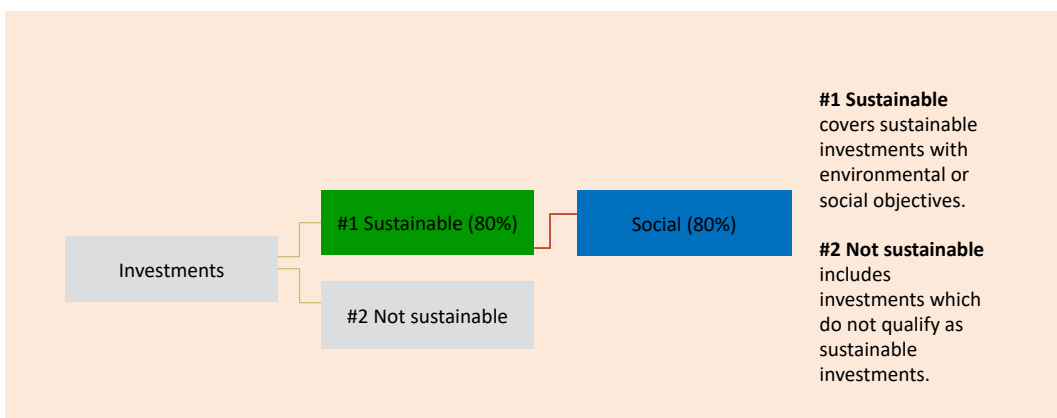 Investments
#1 Sustainable (80%)
#2 Not sustainable
Social (80%)
#1 Sustainable
covers sustainable
investments with
environmental or
social objectives.
#2 Not sustainable
includes
investments which
do not qualify as
sustainable
investments.